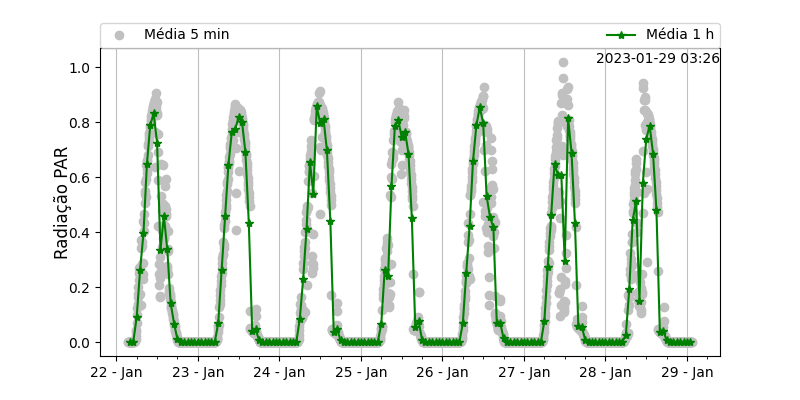 Média 5 min
Média 1 h
2023-01-29 03:26
Radiação PAR
1.0
0.8
0.6
0.4
0.2
0.0
22 - Jan
23 - Jan
24 - Jan
25 - Jan
26 - Jan
27 - Jan
28 - Jan
29 - Jan